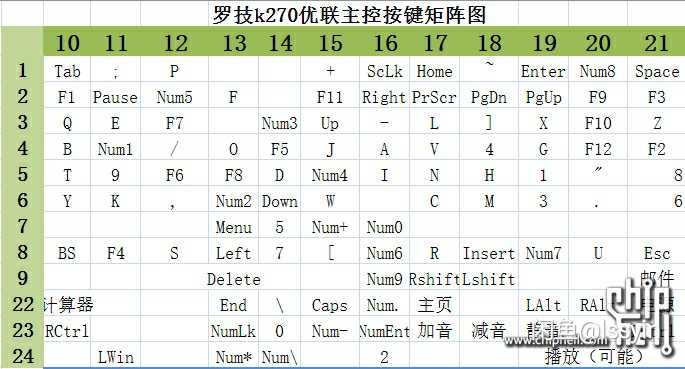 罗技k270优联主控按键矩阵图
10 11 12 13 14 15 16 17 18 19 20 21
1 Tab ; P + ScLk Home ~ Enter Num8 Space
2 F1 Pause Num5 F F11 Right PrScr PgDn PgUp F9 F3
3 Q E F7 Num3 Up - L ] X F10 Z
4 B Num1 / O F5 J A V 4 G F12 F2
5 T 9 F6 F8 D Num4 I N H 1 " 8
6 Y K , Num2 Down W C M 3 . 6
7 Menu 5 Num+ Num0
8 BS F4 S Left 7 [ Num6 R Insert Num7 U Esc
9 Delete Num9 Rshift Lshift 邮件
22 计算器 End \ Caps Num. 主页 LAlt RAlt
23 RCtrl NumLk 0 Num- NumEnt 加音 减音
24 LWin Num* Num\ 2 播放（可能）
www.chiphell.com